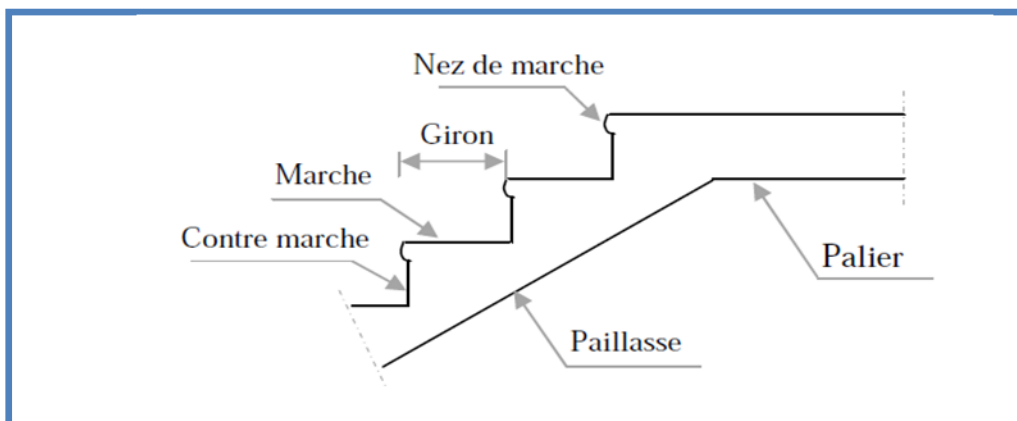 Nez de marche
Giron
Marche
Contre marche
Palier
Paillasse